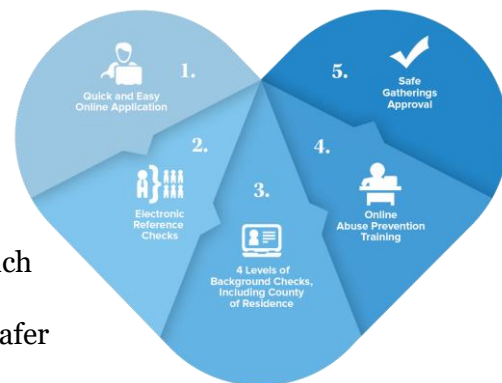 1.
Quick and Easy
Online Application
2.
Electronic
Reference
Checks
3.
4 Levels of
Background Checks,
Including County
of Residence
4.
Online
Abuse Prevention
Training
5.
Safe
Gatherings
Approval